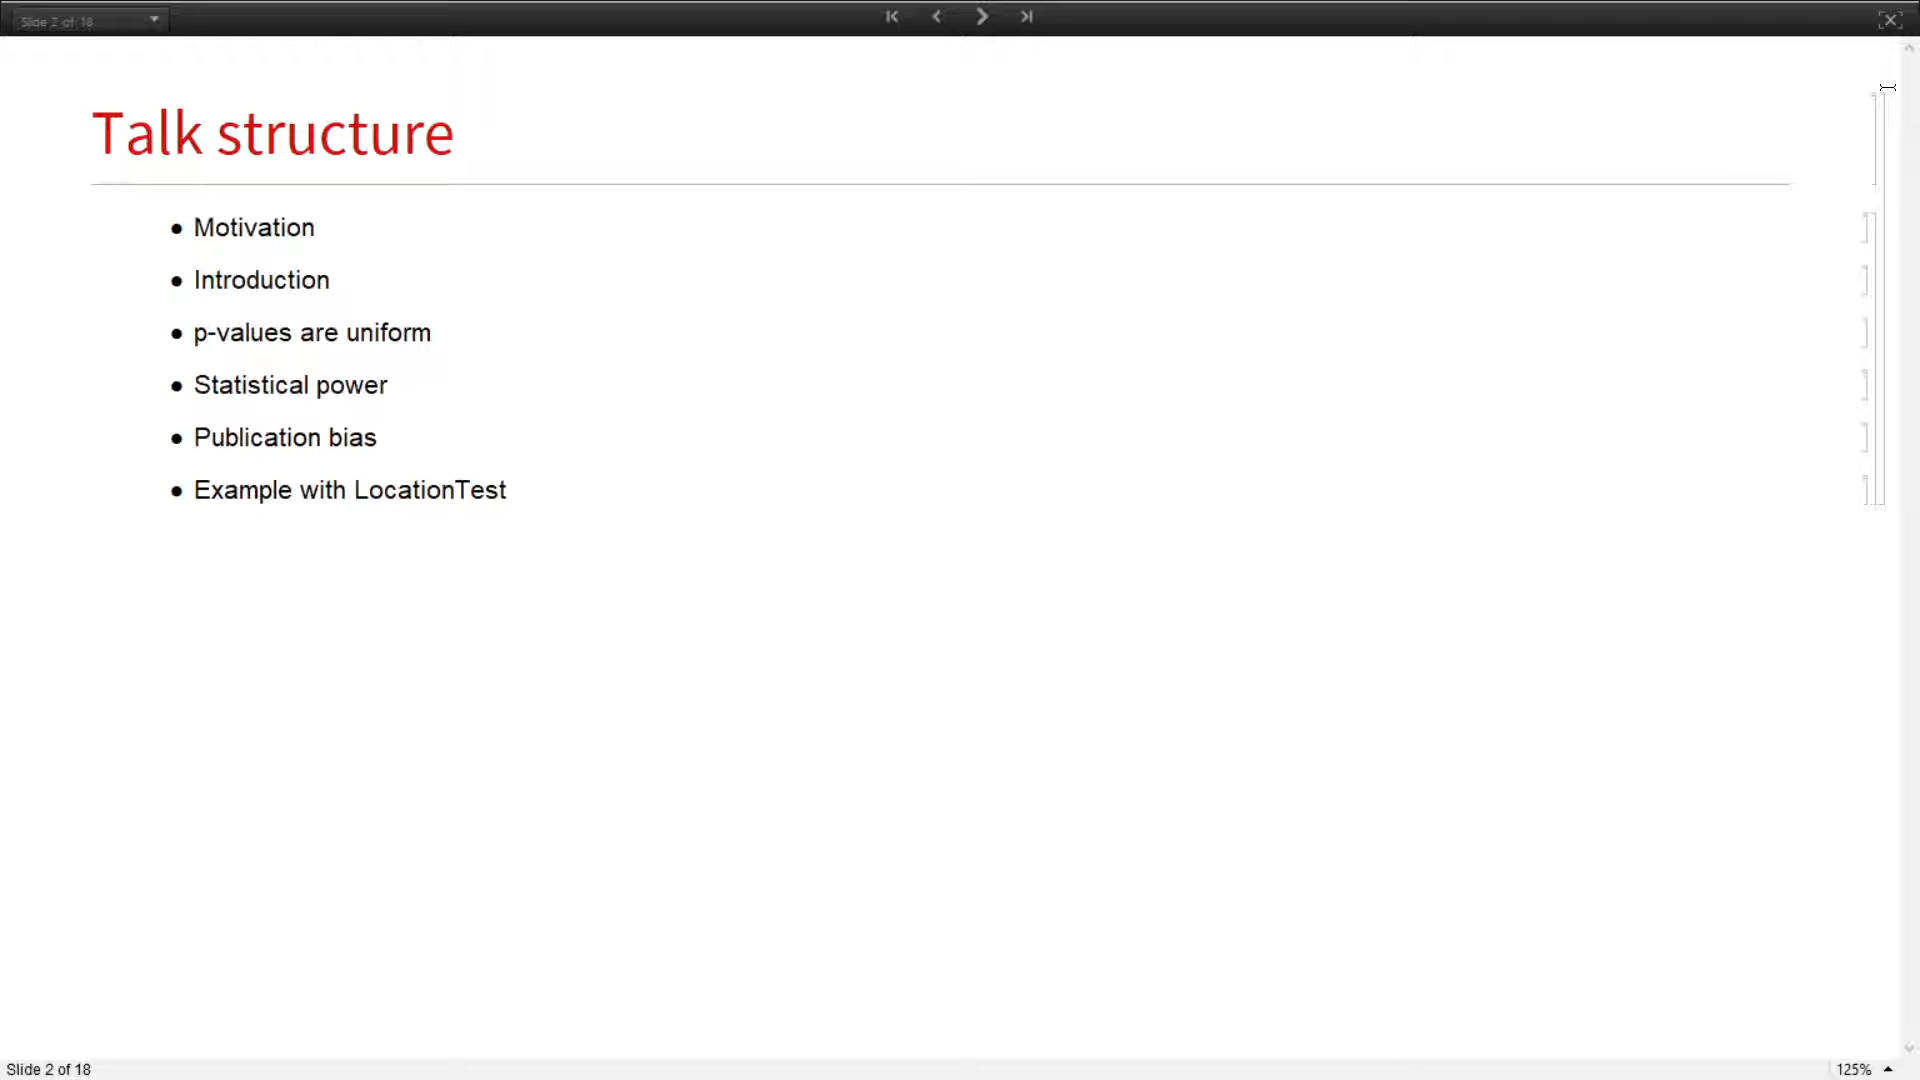 Slide 2 of 18
Talk structure
• Motivation
• Introduction
• p-values are uniform
• Statistical power
• Publication bias
• Example with LocationTest
Slide 2 of 18
125%